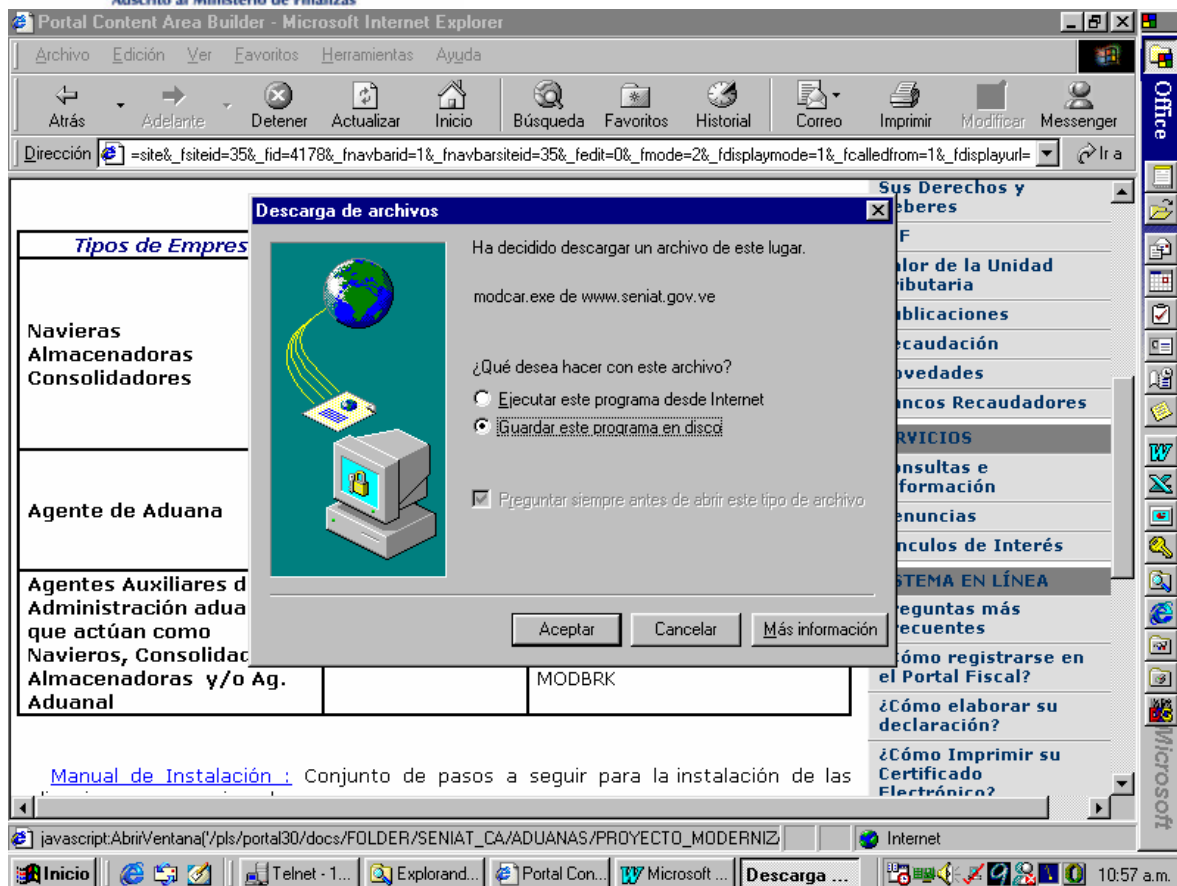 Adscrito al Ministerio de Finanzas
Portal Content Area Builder - Microsoft Internet Explorer
Archivo Edición Ver Favoritos Herramientas Ayuda
Atrás Adelante Detener Actualizar Inicio Búsqueda Favoritos Historial Correo Imprimir Modificar Messenger
Dirección =site&_fsiteid=35&_fid=4178&_fnavbarid=1&_fnavbarsiteid=35&_fedit=0&_fmode=2&_fdisplaymode=1&_fcalledfrom=1&_fdisplayurl= Ir a
Tipos de Empres
Navieras
Almacenadoras
Consolidadores
Agente de Aduana
Agentes Auxiliares d
Administración adua
que actúan como
Navieros, Consolidac
Almacenadoras y/o Ag.
Aduanal
MODBRK
Manual de Instalación : Conjunto de pasos a seguir para la instalación de las
Descarga de archivos
Ha decidido descargar un archivo de este lugar.
modcar.exe de www.seniat.gov.ve
¿Qué desea hacer con este archivo?
Ejecutar este programa desde Internet
Guardar este programa en disco
Preguntar siempre antes de abrir este tipo de archivo
Aceptar Cancelar Más información
Sus Derechos y
eberes
F
alor de la Unidad
ributaria
ublicaciones
ecaudación
ovedades
ancos Recaudadores
RVICIOS
onsultas e
formación
enuncias
nculos de Interés
STEMA EN LÍNEA
reguntas más
recuentes
Cómo registrarse en
el Portal Fiscal?
¿Cómo elaborar su
declaración?
¿Cómo Imprimir su
Certificado
Electrónico?
Office
Microsoft
javascript:AbrirVentana('/pls/portal30/docs/FOLDER/SENIAT_CA/ADUANAS/PROYECTO_MODERNIZ
Internet
Inicio Telnet - 1... Explorand... Portal Con... Microsoft ... Descarga ... 10:57 a.m.